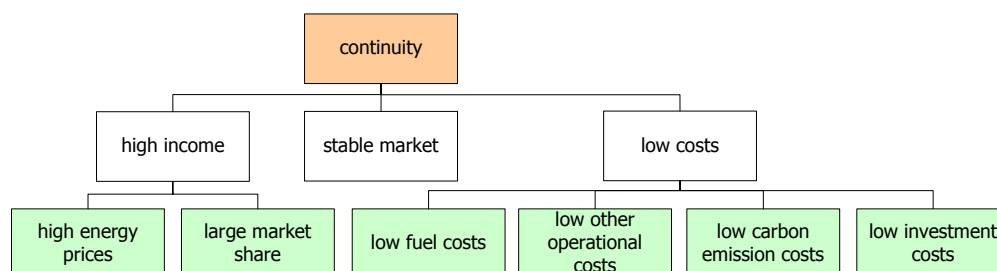 continuity
high income
stable market
low costs
high energy
prices
large market
share
low fuel costs
low other
operational
costs
low carbon
emission costs
low investment
costs